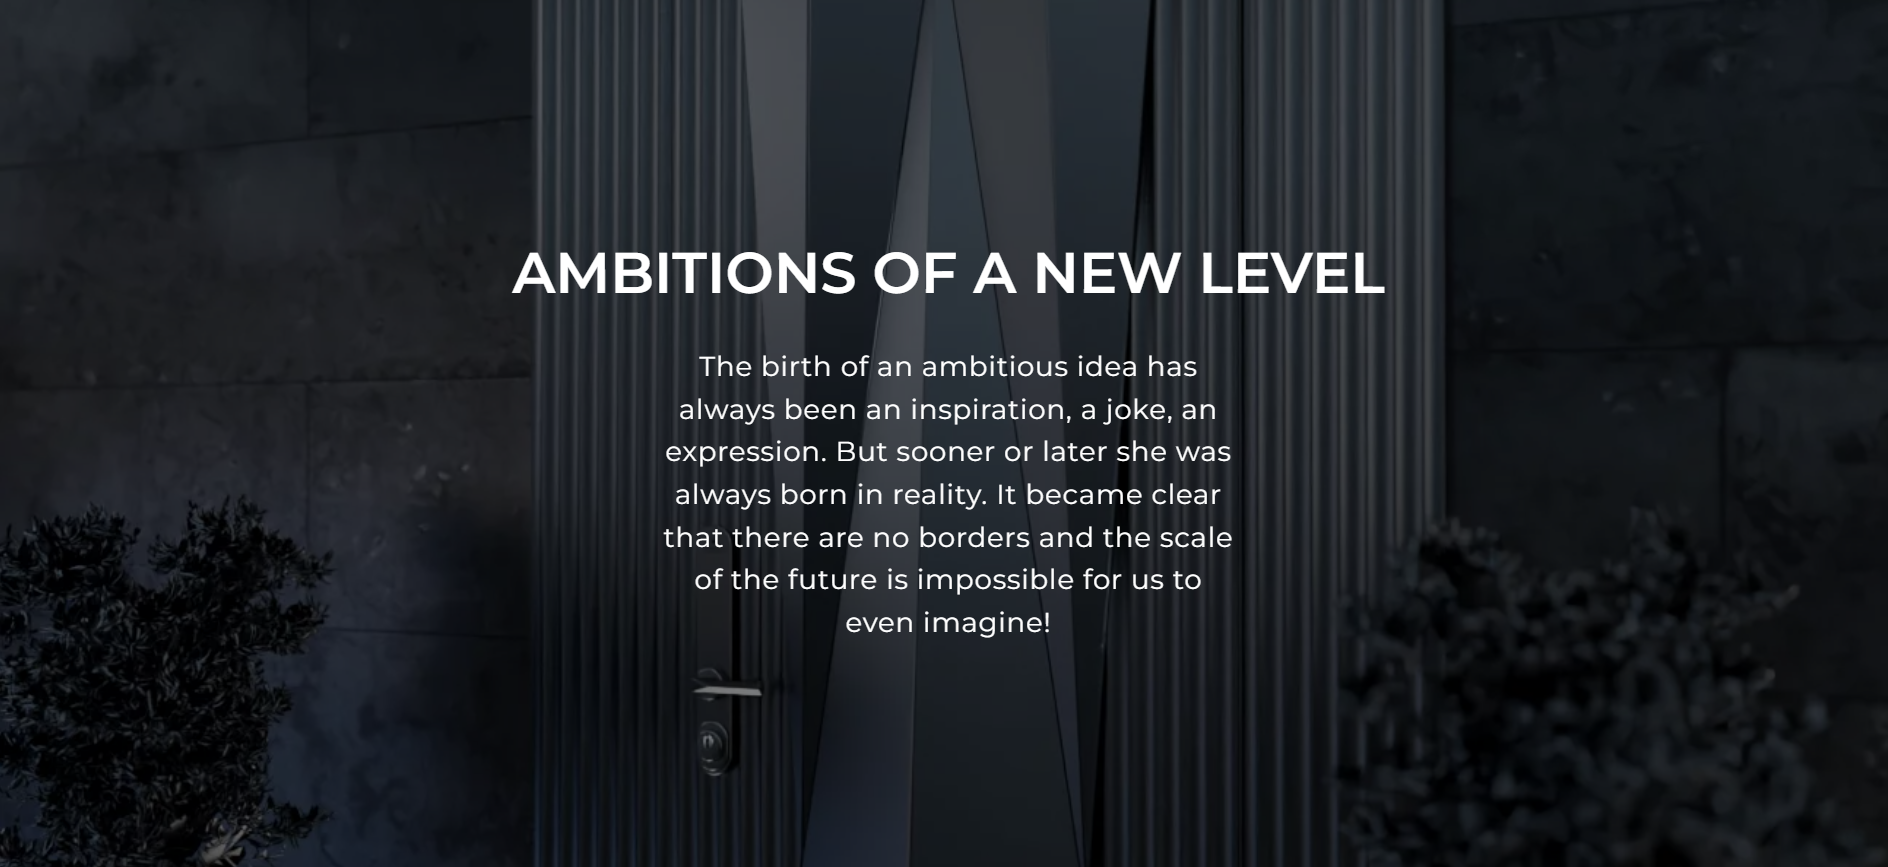 AMBITIONS OF A NEW LEVEL
The birth of an ambitious idea has
always been an inspiration, a joke, an
expression. But sooner or later she was
always born in reality. It became clear
that there are no borders and the scale
of the future is impossible for us to
even imagine!